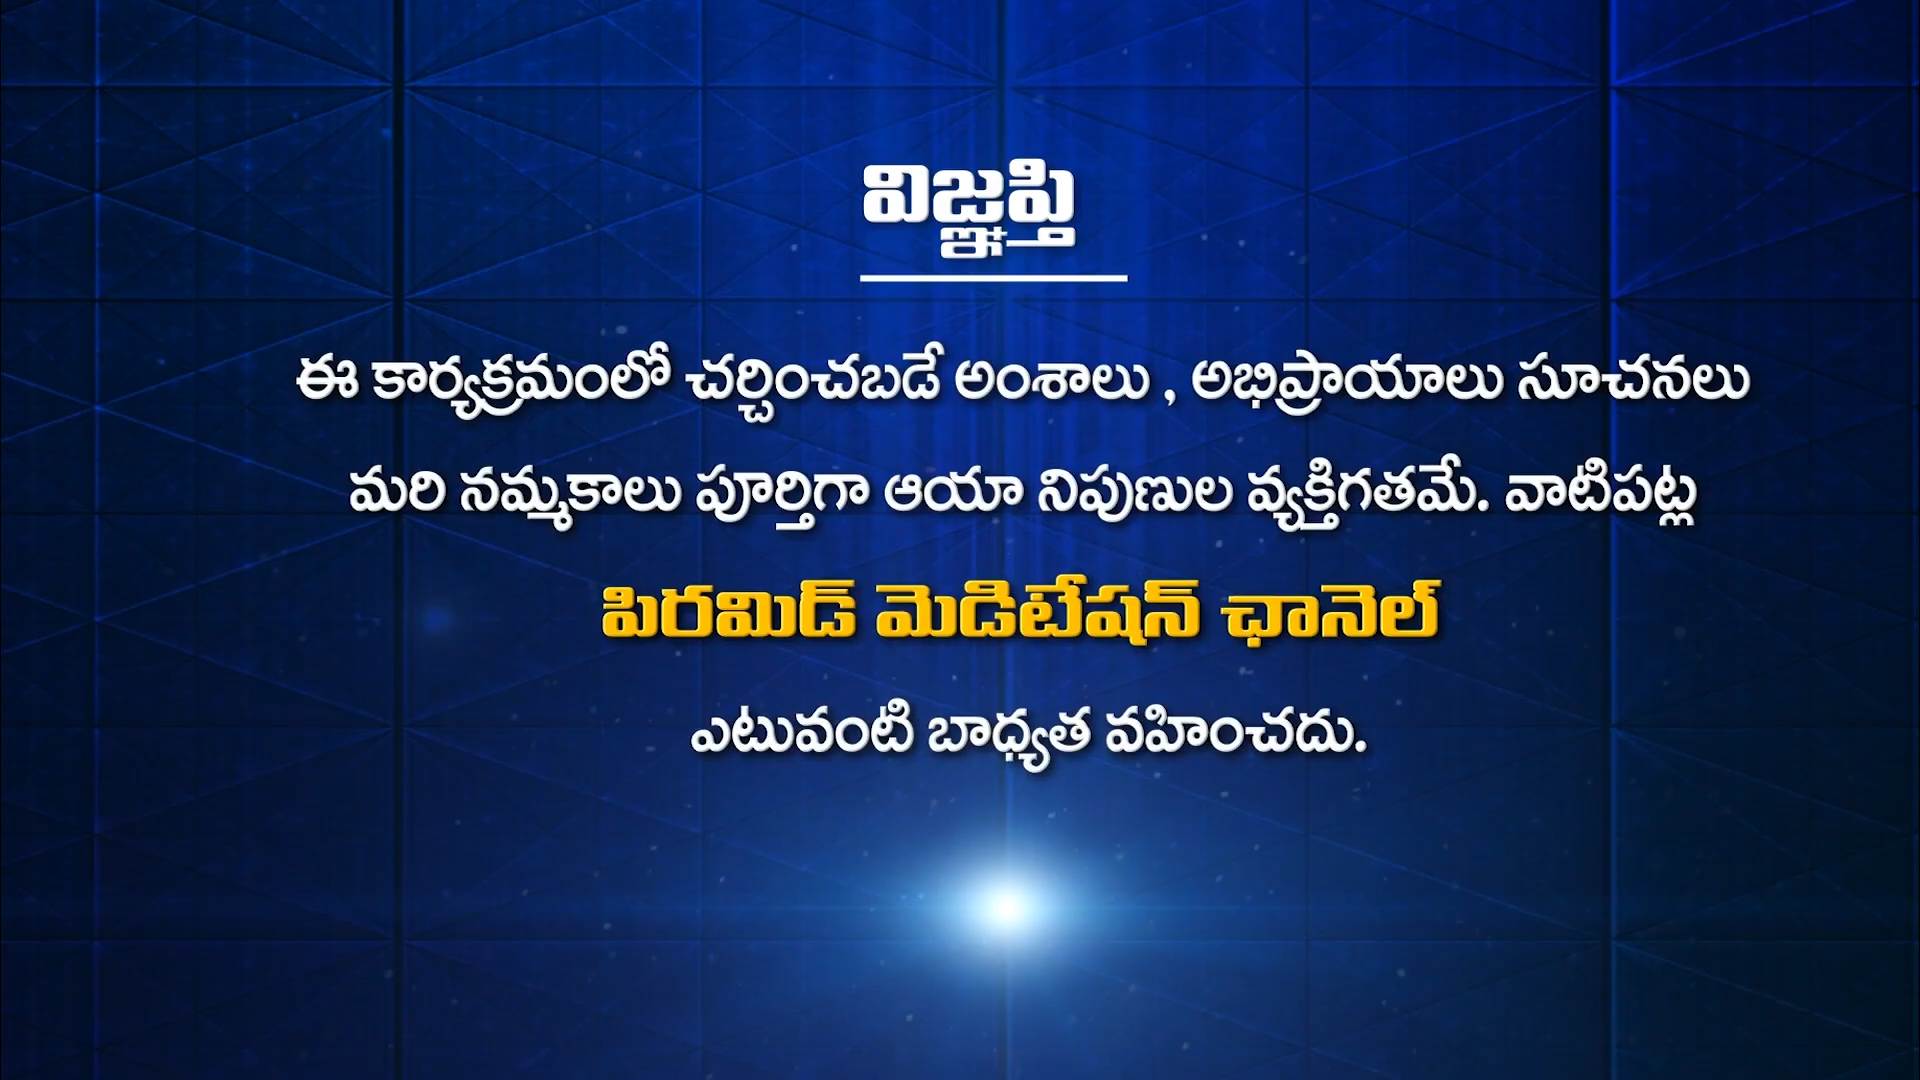 విజ్ఞప్తి
ఈ కార్యక్రమంలో చర్చించబడే అంశాలు , అభిప్రాయాలు సూచనలు
మరి నమ్మకాలు పూర్తిగా ఆయా నిపుణుల వ్యక్తిగతమే. వాటిపట్ల
పిరమిడ్ మెడిటేషన్ ఛానెల్
ఎటువంటి బాధ్యత వహించదు.